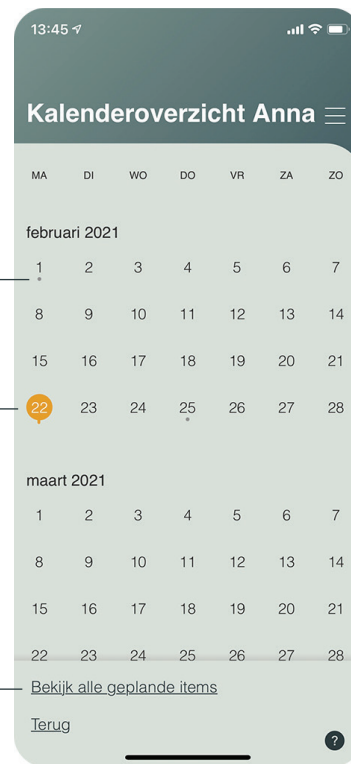 13:45
Kalenderoverzicht Anna
MA DI WO DO VR ZA ZO
februari 2021
1 2 3 4 5 6 7
8 9 10 11 12 13 14
15 16 17 18 19 20 21
22 23 24 25 26 27 28
maart 2021
1 2 3 4 5 6 7
8 9 10 11 12 13 14
15 16 17 18 19 20 21
22 23 24 25 26 27 28
Bekijk alle geplande items
Terug
?